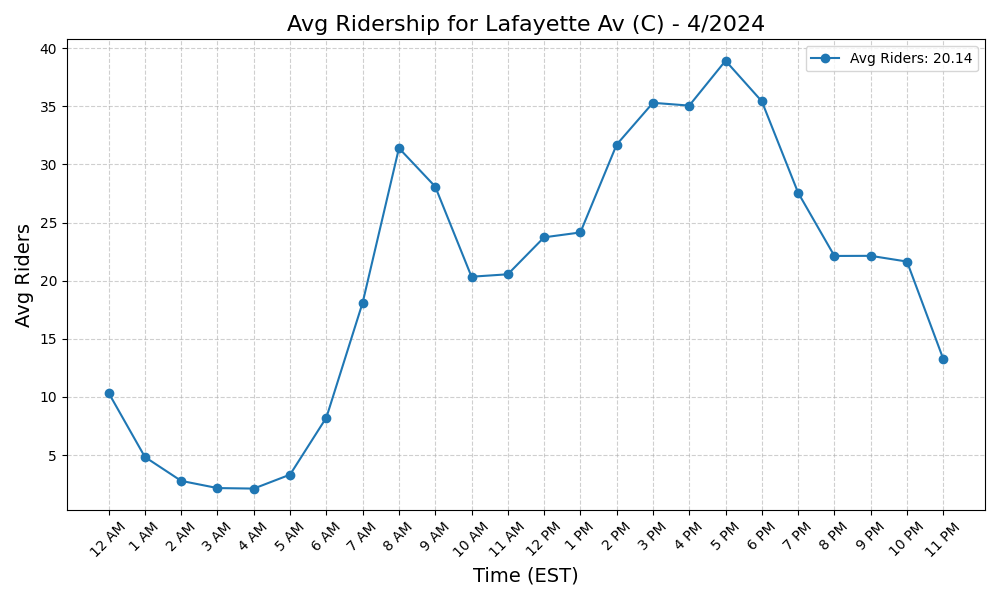 Avg Ridership for Lafayette Av (C) - 4/2024
Avg Riders: 20.14
Avg Riders
40
35
30
25
20
15
10
5
12 AM
1 AM
2 AM
3 AM
4 AM
5 AM
6 AM
7 AM
8 AM
9 AM
10 AM
11 AM
12 PM
1 PM
2 PM
3 PM
4 PM
5 PM
6 PM
7 PM
8 PM
9 PM
10 PM
11 PM
Time (EST)